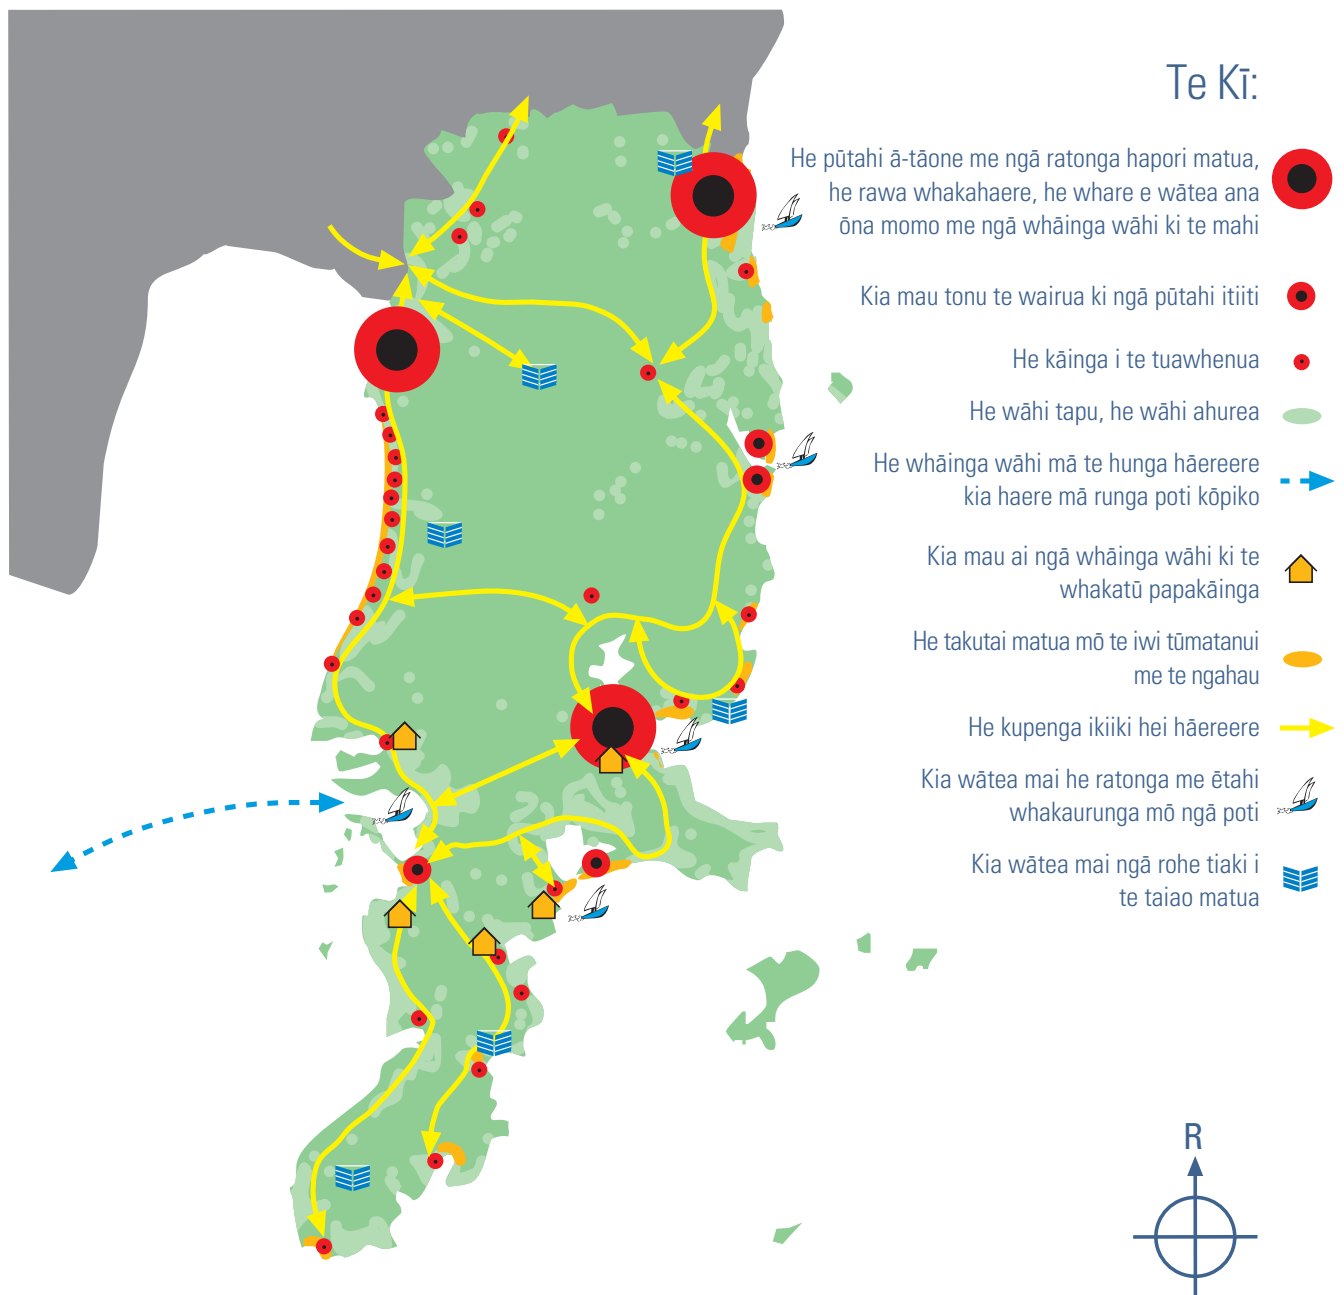 Te Kī:
He pūtahi ā-tāone me ngā ratonga hapori matua,
he rawa whakahaere, he whare e wātea ana
ōna momo me ngā whāinga wāhi ki te mahi
Kia mau tonu te wairua ki ngā pūtahi itiiti
He kāinga i te tuawhenua
He wāhi tapu, he wāhi ahurea
He whāinga wāhi mā te hunga hāereere
kia haere mā runga poti kōpiko
Kia mau ai ngā whāinga wāhi ki te
whakatū papakāinga
He takutai matua mō te iwi tūmatanui
me te ngahau
He kupenga ikiiki hei hāereere
Kia wātea mai he ratonga me ētahi
whakaurunga mō ngā poti
Kia wātea mai ngā rohe tiaki i
te taiao matua
R